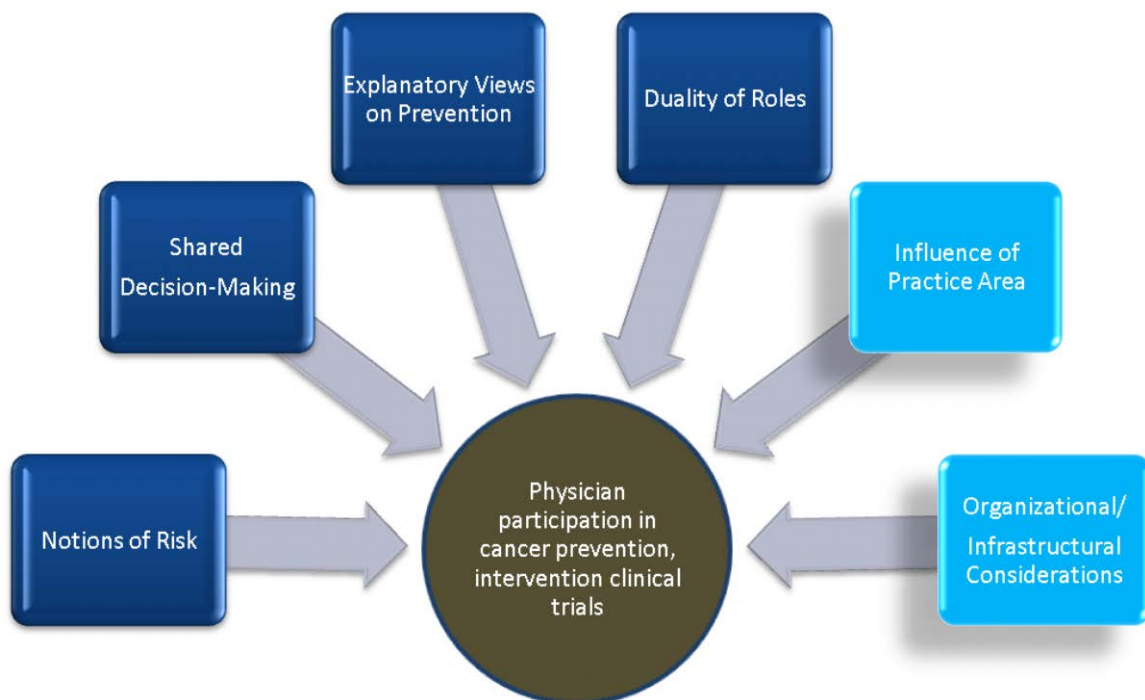 Explanatory Views
on Prevention
Duality of Roles
Shared
Decision-Making
Influence of
Practice Area
Notions of Risk
Physician
participation in
cancer prevention,
intervention clinical
trials
Organizational/
Infrastructural
Considerations